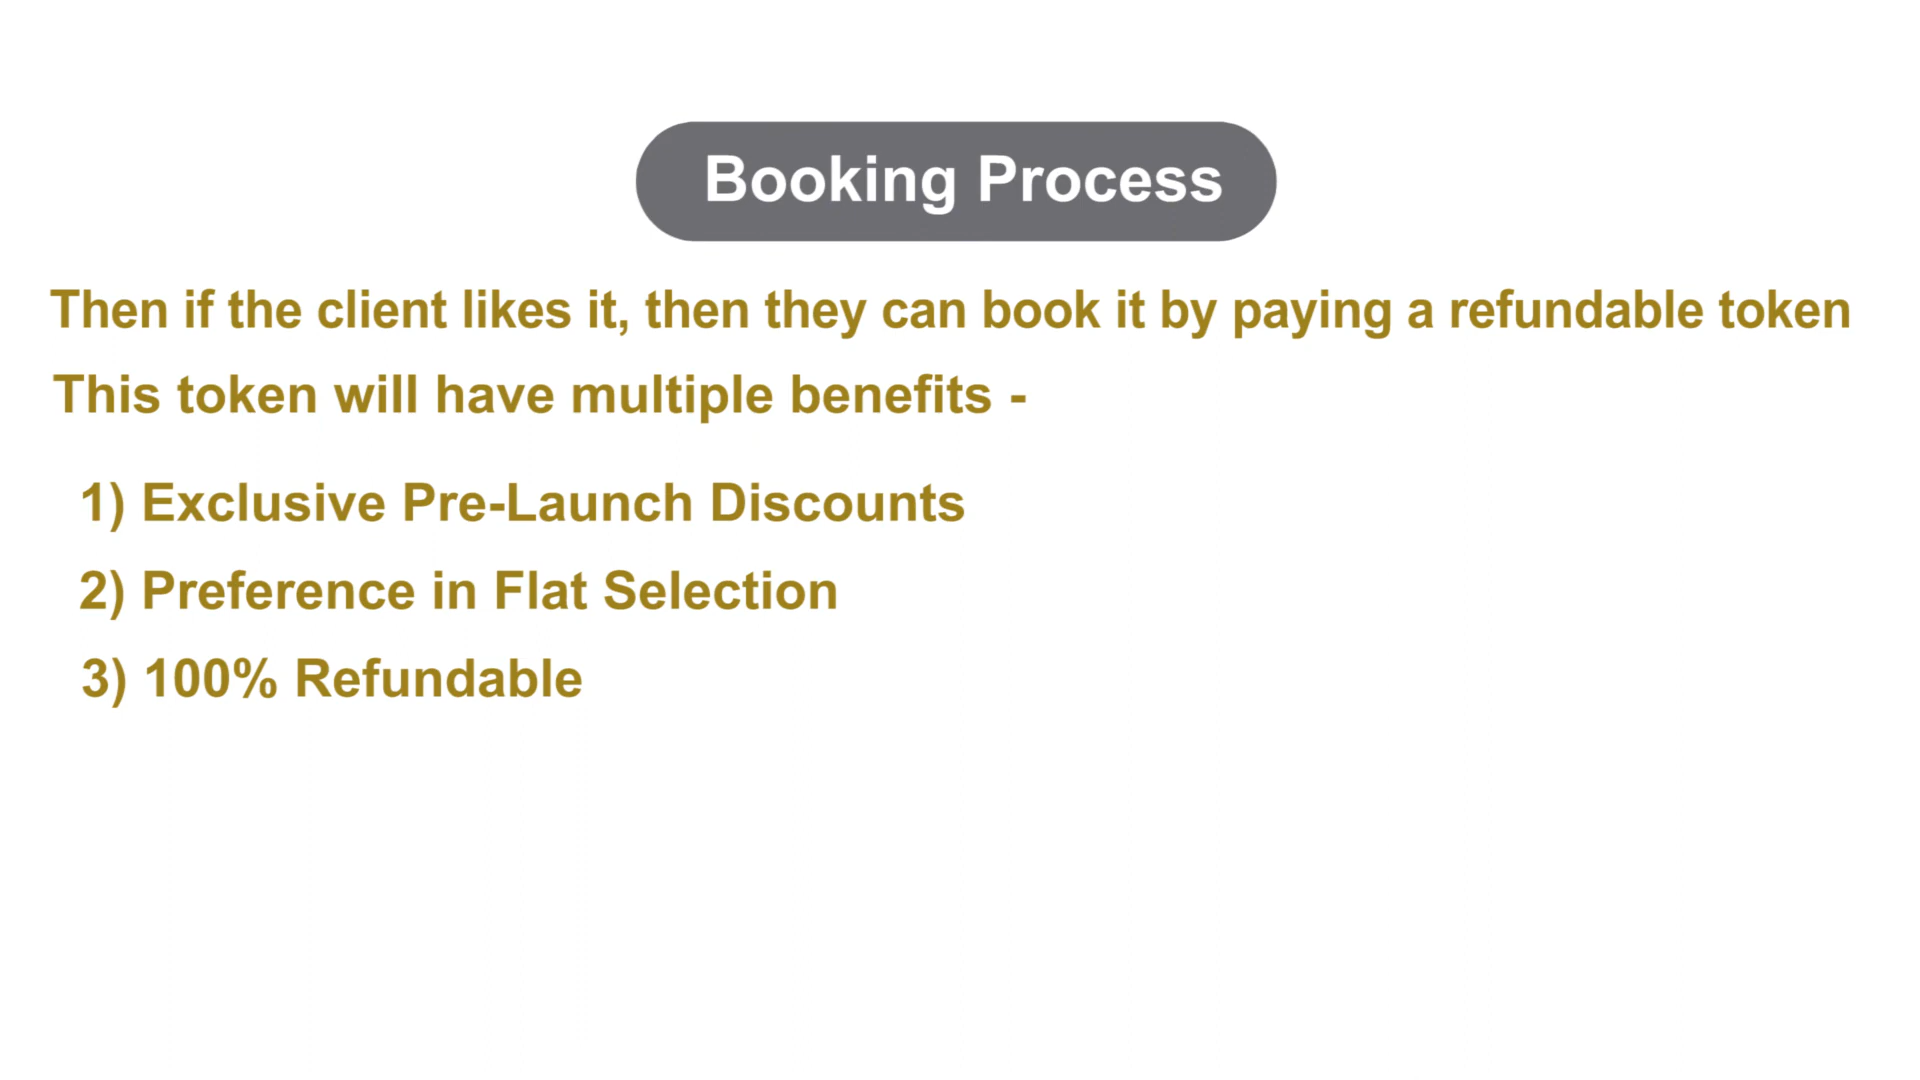 Booking Process
Then if the client likes it, then they can book it by paying a refundable token
This token will have multiple benefits -
1) Exclusive Pre-Launch Discounts
2) Preference in Flat Selection
3) 100% Refundable